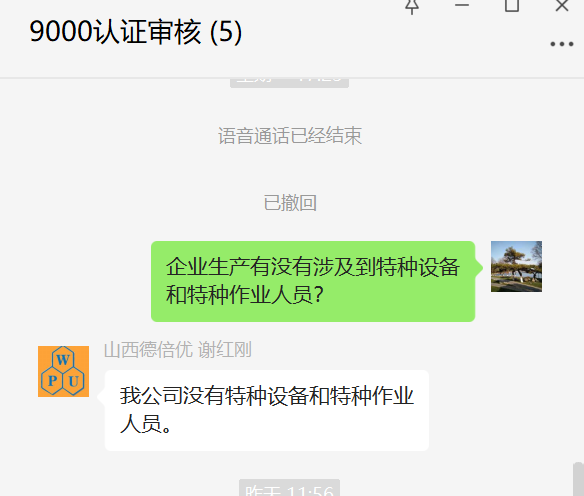 9000认证审核 (5)
语音通话已经结束
已撤回
企业生产有没有涉及到特种设备
和特种作业人员？
山西德倍优 谢红刚
W
P U
我公司没有特种设备和特种作业
人员。
昨天 11:56